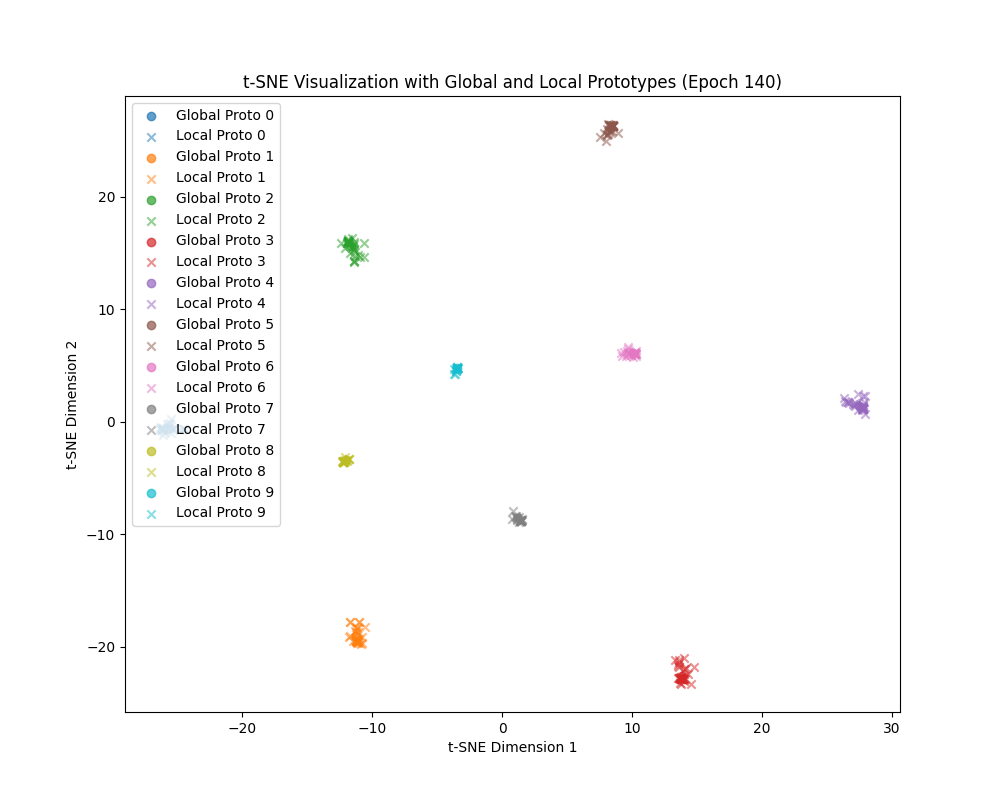 t-SNE Visualization with Global and Local Prototypes (Epoch 140)
Global Proto 0
Local Proto 0
Global Proto 1
Local Proto 1
Global Proto 2
Local Proto 2
Global Proto 3
Local Proto 3
Global Proto 4
Local Proto 4
Global Proto 5
Local Proto 5
Global Proto 6
Local Proto 6
Global Proto 7
Local Proto 7
Global Proto 8
Local Proto 8
Global Proto 9
Local Proto 9
t-SNE Dimension 2
20
10
0
−10
−20
−20 −10 0 10 20 30
t-SNE Dimension 1